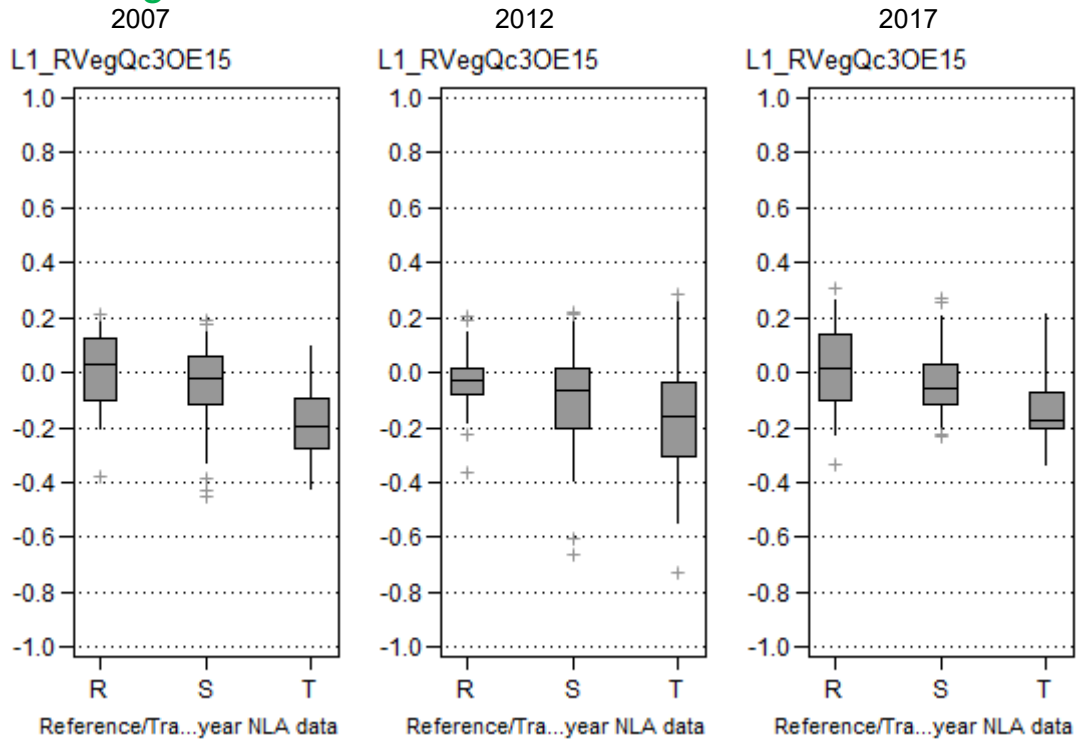 2007 2012 2017
L1_RVegQc3OE15 L1_RVegQc3OE15 L1_RVegQc3OE15
1.0 1.0 1.0
0.8 0.8 0.8
0.6 0.6 0.6
0.4 0.4 0.4
0.2 0.2 0.2
0.0 0.0 0.0
-0.2 -0.2 -0.2
-0.4 -0.4 -0.4
-0.6 -0.6 -0.6
-0.8 -0.8 -0.8
-1.0 -1.0 -1.0
R S T R S T R S T
Reference/Tra...year NLA data Reference/Tra...year NLA data Reference/Tra...year NLA data